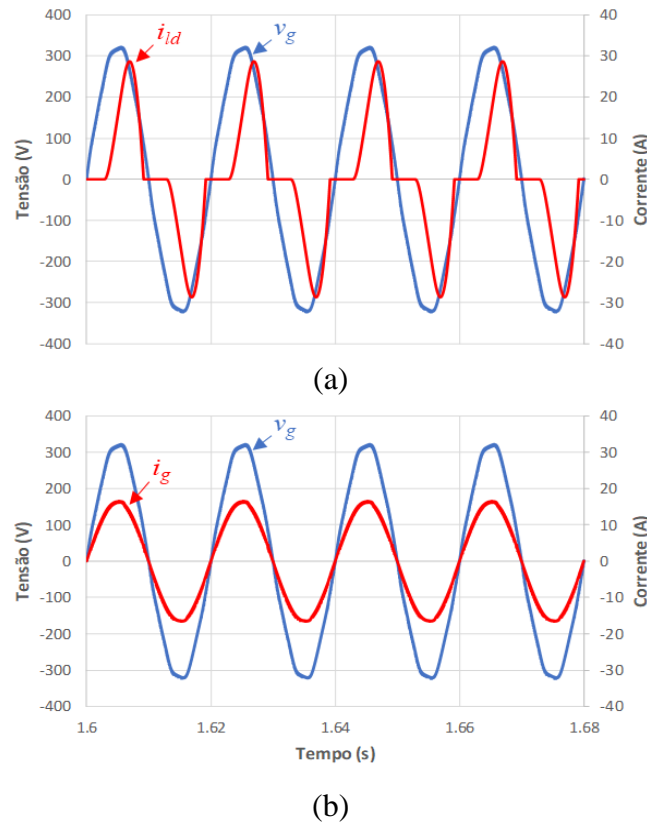 400 40
i_ld v_g
300 30
200 20
100 10
0 0
-100 -10
-200 -20
-300 -30
-400 -40
Tensão (V)
Corrente (A)
(a)
400 40
v_g
300 30
i_g
200 20
100 10
0 0
-100 -10
-200 -20
-300 -30
-400 -40
Tensão (V)
Corrente (A)
1.6 1.62 1.64 1.66 1.68
Tempo (s)
(b)